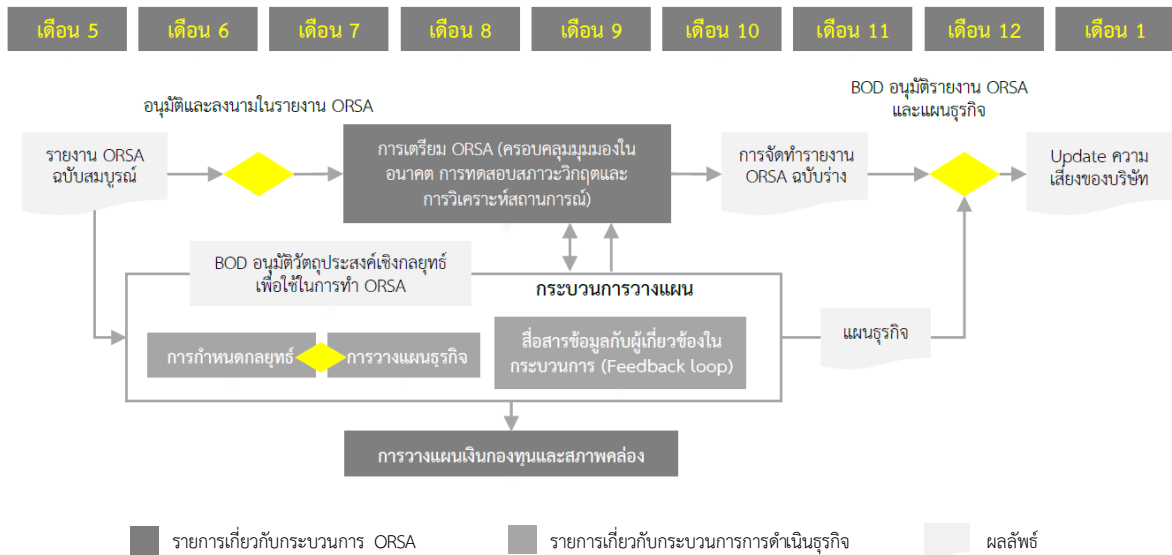 เดือน 5
เดือน 6
เดือน 7
เดือน 8
เดือน 9
เดือน 10
เดือน 11
เดือน 12
เดือน 1
อนุมัติและลงนามในรายงาน ORSA
BOD อนุมัติรายงาน ORSA
และแผนธุรกิจ
รายงาน ORSA
ฉบับสมบูรณ์
การเตรียม ORSA (ครอบคลุมมุมมองใน
อนาคต การทดสอบสภาวะวิกฤตและ
การวิเคราะห์สถานการณ์)
การจัดทำรายงาน
ORSA ฉบับร่าง
Update ความ
เสี่ยงของบริษัท
BOD อนุมัติวัตถุประสงค์เชิงกลยุทธ์
เพื่อใช้ในการทำ ORSA
กระบวนการวางแผน
การกำหนดกลยุทธ์
การวางแผนธุรกิจ
สื่อสารข้อมูลกับผู้เกี่ยวข้องใน
กระบวนการ (Feedback loop)
แผนธุรกิจ
การวางแผนเงินกองทุนและสภาพคล่อง
รายการเกี่ยวกับกระบวนการ ORSA
รายการเกี่ยวกับกระบวนการการดำเนินธุรกิจ
ผลลัพธ์